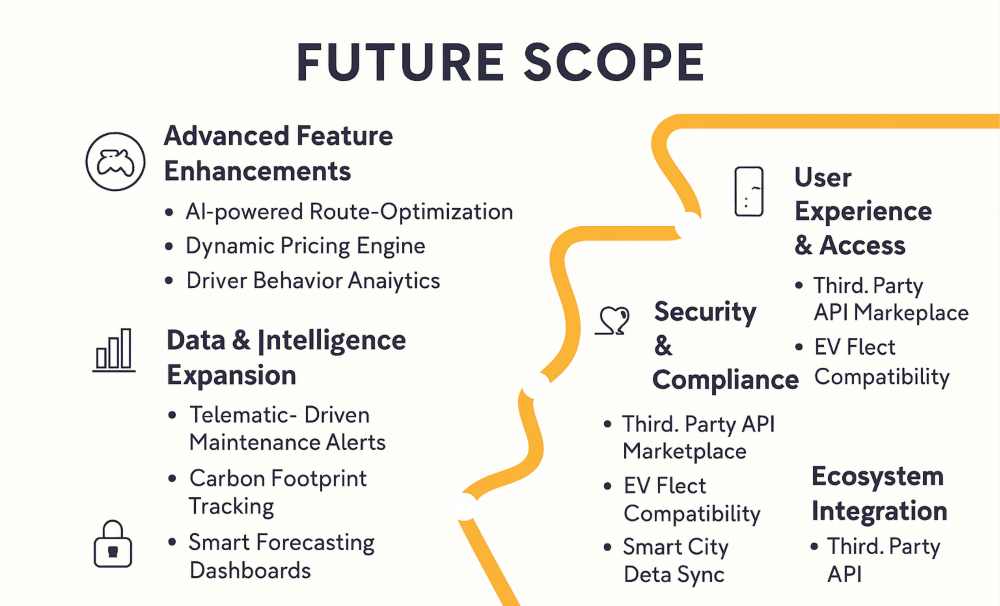 FUTURE SCOPE
Advanced Feature
Enhancements
• AI-powered Route-Optimization
• Dynamic Pricing Engine
• Driver Behavior Anaiytics
Data & Intelligence
Expansion
• Telematic- Driven
Maintenance Alerts
• Carbon Footprint
Tracking
• Smart Forecasting
Dashboards
User
Experience
& Access
• Third. Party
API Markeplace
• EV Flect
Compatibility
Security
&
Compliance
• Third. Party API
Marketplace
• EV Flect
Compatibility
• Smart City
Deta Sync
Ecosystem
Integration
• Third. Party
API